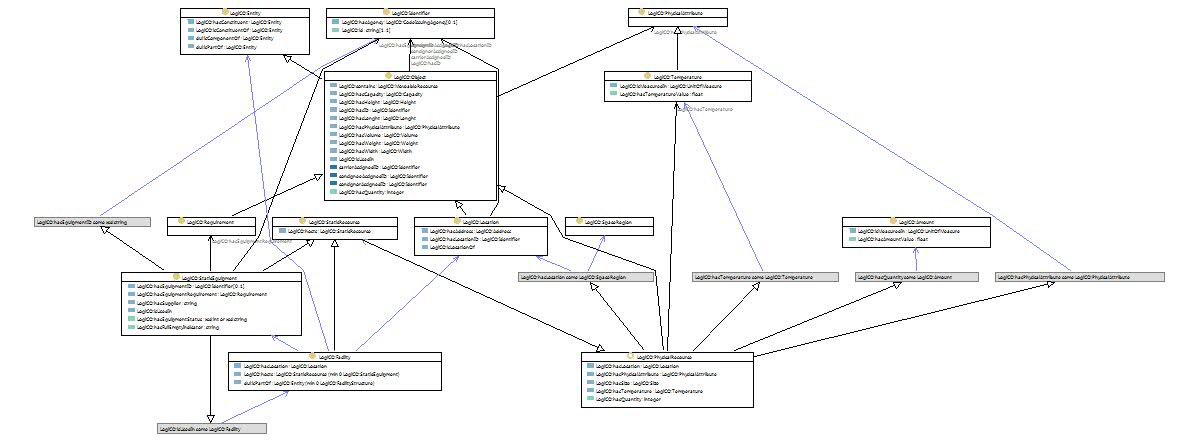 LogiCO:Entity
LogiCO:hasConstituent : LogiCO:Entity
LogiCO:isConstituentOf : LogiCO:Entity
dul:isComponentOf : LogiCO:Entity
dul:isPartOf : LogiCO:Entity
LogiCO:Identifier
LogiCO:hasAgency : LogiCO:CodeIssuingAgency[0..1]
LogiCO:id : string[1..1]
LogiCO:PhysicalAttribute
LogiCO:Object
LogiCO:contains : LogiCO:MoveableResource
LogiCO:hasCapacity : LogiCO:Capacity
LogiCO:hasHeight : LogiCO:Height
LogiCO:hasID : LogiCO:Identifier
LogiCO:hasLenght : LogiCO:Lenght
LogiCO:hasPhysicalAttribute : LogiCO:PhysicalAttribute
LogiCO:hasVolume : LogiCO:Volume
LogiCO:hasWeight : LogiCO:Weight
LogiCO:hasWidth : LogiCO:Width
LogiCO:isUsedIn
carrierAssignedID : LogiCO:Identifier
consigneeAssignedID : LogiCO:Identifier
consignorAssignedID : LogiCO:Identifier
LogiCO:hasQuantity : integer
LogiCO:Temperature
LogiCO:isMeasuredIn : LogiCO:UnitOfMeasure
LogiCO:hasTemperatureValue : float
LogiCO:hasTemperature
LogiCO:hasEquipmentID some xsd:string
LogiCO:Requirement
LogiCO:hasEquipmentRequirement
LogiCO:StaticResource
LogiCO:hosts : LogiCO:StaticResource
LogiCO:Location
LogiCO:hasAddress : LogiCO:Address
LogiCO:hasLocationID : LogiCO:Identifier
LogiCO:isLocationOf
LogiCO:SpaceRegion
LogiCO:Amount
LogiCO:isMeasuredIn : LogiCO:UnitOfMeasure
LogiCO:hasAmountValue : float
LogiCO:StaticEquipment
LogiCO:hasEquipmentID : LogiCO:Identifier[0..1]
LogiCO:hasEquipmentRequirement : LogiCO:Requirement
LogiCO:hasSupplier : string
LogiCO:isUsedIn
LogiCO:hasEquipmentStatus : xsd:int or xsd:string
LogiCO:hasFullEmptyIndicator : string
LogiCO:hasLocation some LogiCO:SpaceRegion
LogiCO:hasTemperature some LogiCO:Temperature
LogiCO:hasQuantity some LogiCO:Amount
LogiCO:hasPhysicalAttribute some LogiCO:PhysicalAttribute
LogiCO:Facility
LogiCO:hasLocation : LogiCO:Location
LogiCO:hosts : LogiCO:StaticResource (min 0 LogiCO:StaticEquipment)
dul:isPartOf : LogiCO:Entity (min 0 LogiCO:FacilityStructure)
LogiCO:PhysicalResource
LogiCO:hasLocation : LogiCO:Location
LogiCO:hasPhysicalAttribute : LogiCO:PhysicalAttribute
LogiCO:hasSize : LogiCO:Size
LogiCO:hasTemperature : LogiCO:Temperature
LogiCO:hasQuantity : integer
LogiCO:isUsedIn some LogiCO:Facility